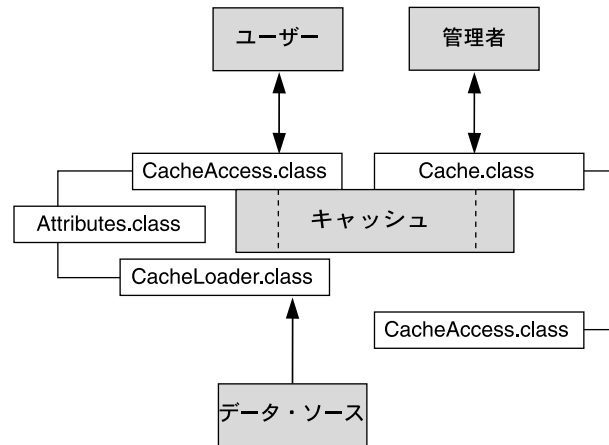 ユーザー
管理者
CacheAccess.class
Cache.class
Attributes.class
キャッシュ
CacheLoader.class
CacheAccess.class
データ・ソース